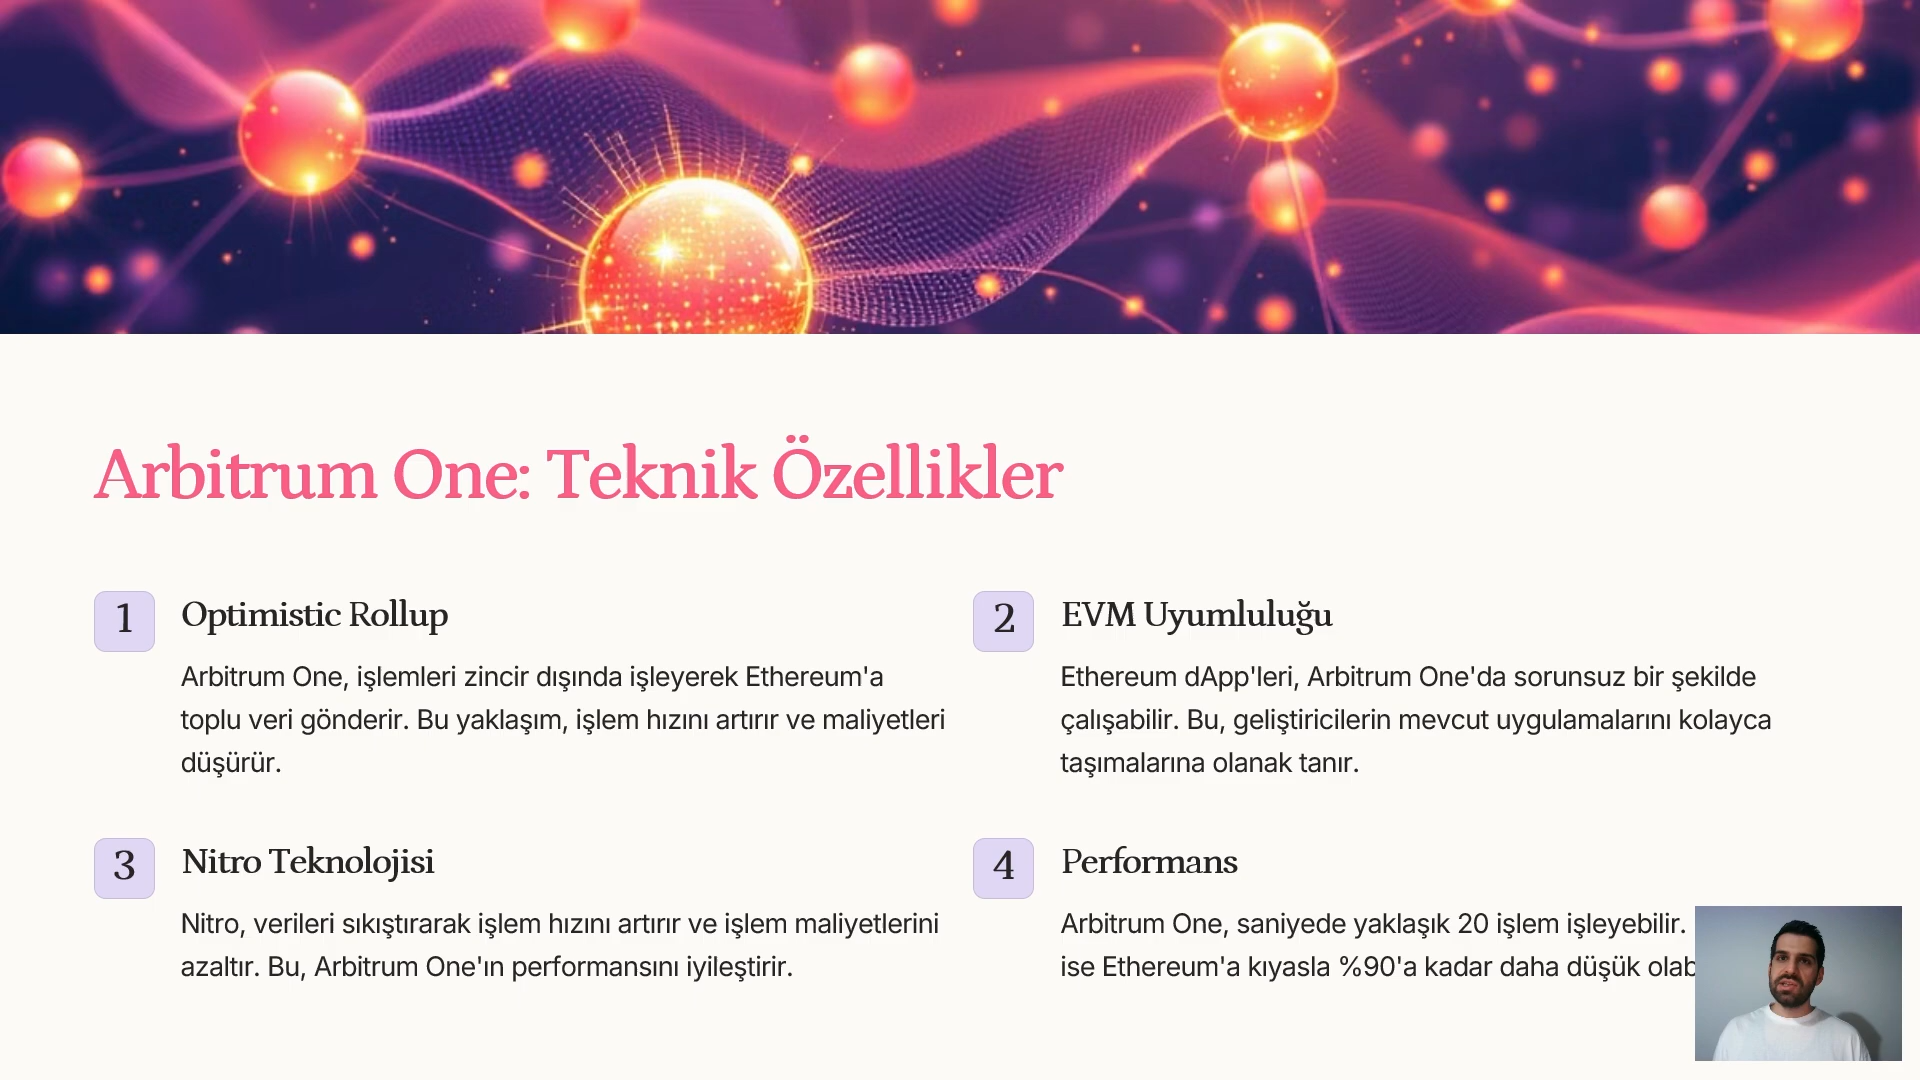 Arbitrum One: Teknik Özellikler
1
Optimistic Rollup
Arbitrum One, işlemleri zincir dışında işleyerek Ethereum'a
toplu veri gönderir. Bu yaklaşım, işlem hızını artırır ve maliyetleri
düşürür.
2
EVM Uyumluluğu
Ethereum dApp'leri, Arbitrum One'da sorunsuz bir şekilde
çalışabilir. Bu, geliştiricilerin mevcut uygulamalarını kolayca
taşımalarına olanak tanır.
3
Nitro Teknolojisi
Nitro, verileri sıkıştırarak işlem hızını artırır ve işlem maliyetlerini
azaltır. Bu, Arbitrum One'ın performansını iyileştirir.
4
Performans
Arbitrum One, saniyede yaklaşık 20 işlem işleyebilir.
ise Ethereum'a kıyasla %90'a kadar daha düşük